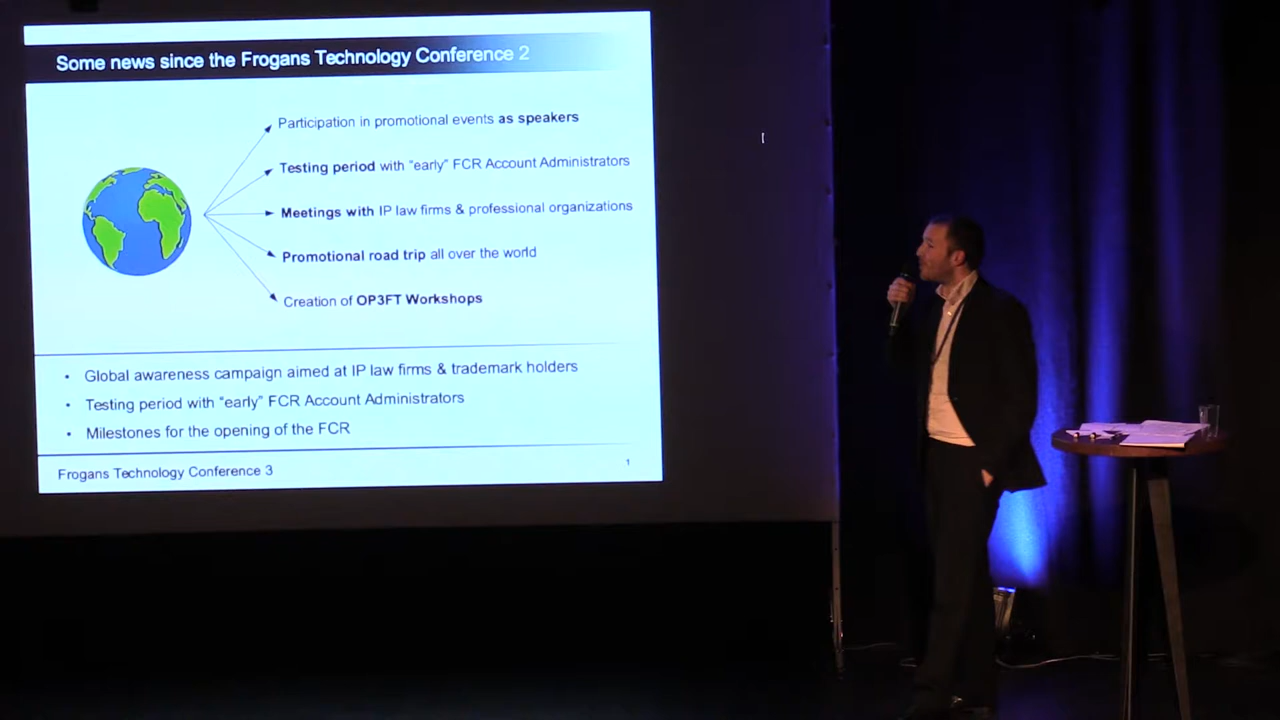 Some news since the Frogans Technology Conference 2
Participation in promotional events as speakers
Testing period with “early” FCR Account Administrators
Meetings with IP law firms & professional organizations
Promotional road trip all over the world
Creation of OP3FT Workshops
• Global awareness campaign aimed at IP law firms & trademark holders
• Testing period with “early” FCR Account Administrators
• Milestones for the opening of the FCR
Frogans Technology Conference 3
1